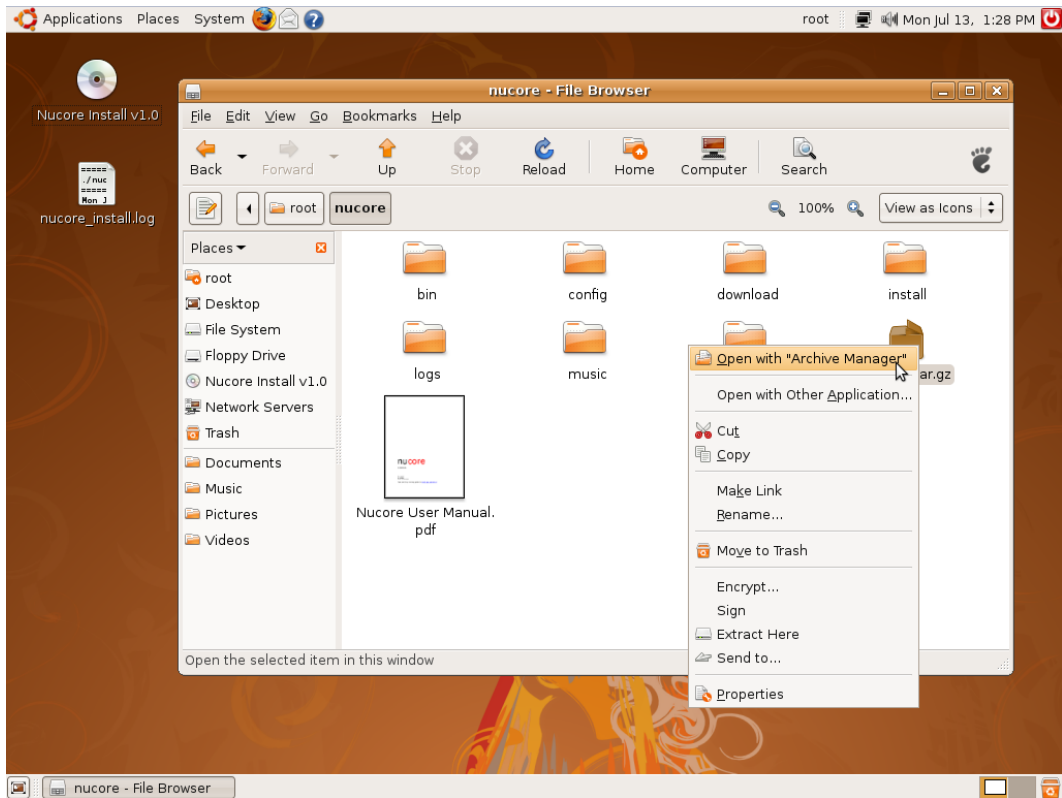 Applications Places System
root Mon Jul 13, 1:28 PM
Nucore Install v1.0
=====
./nuc
=====
Mon J
nucore_install.log
nucore - File Browser
File Edit View Go Bookmarks Help
Back Forward Up Stop Reload Home Computer Search
root nucore 100% View as Icons
Places
root
Desktop
File System
Floppy Drive
Nucore Install v1.0
Network Servers
Trash
Documents
Music
Pictures
Videos
bin config download install
logs music ar.gz
nucore
Nucore User Manual.
pdf
Open with "Archive Manager"
Open with Other Application...
Cut
Copy
Make Link
Rename...
Move to Trash
Encrypt...
Sign
Extract Here
Send to...
Properties
Open the selected item in this window
nucore - File Browser